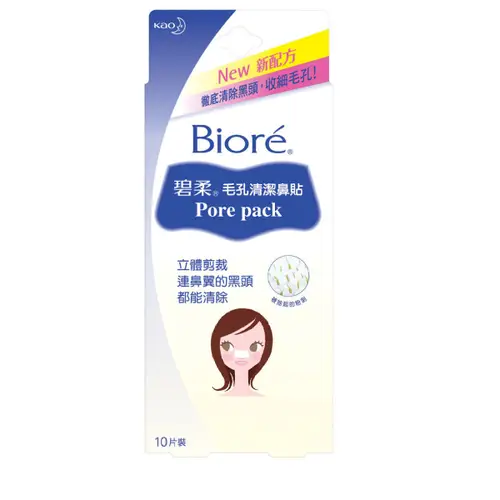 Kao
New 新配方
徹底清除黑頭，收細毛孔！
Bioré®
碧柔® 毛孔清潔鼻貼
Pore pack
立體剪裁
連鼻翼的黑頭
都能清除
10片裝